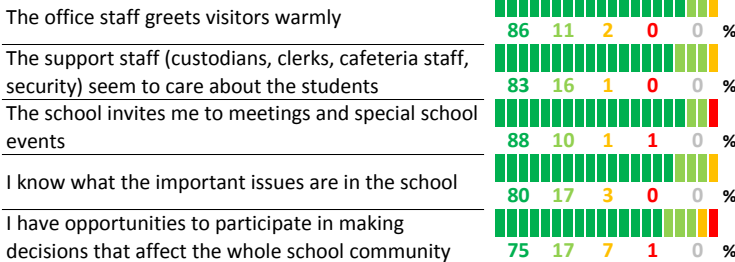 The office staff greets visitors warmly
86 11 2 0 0 %
The support staff (custodians, clerks, cafeteria staff,
security) seem to care about the students
83 16 1 0 0 %
The school invites me to meetings and special school
events
88 10 1 1 0 %
I know what the important issues are in the school
80 17 3 0 0 %
I have opportunities to participate in making
decisions that affect the whole school community
75 17 7 1 0 %